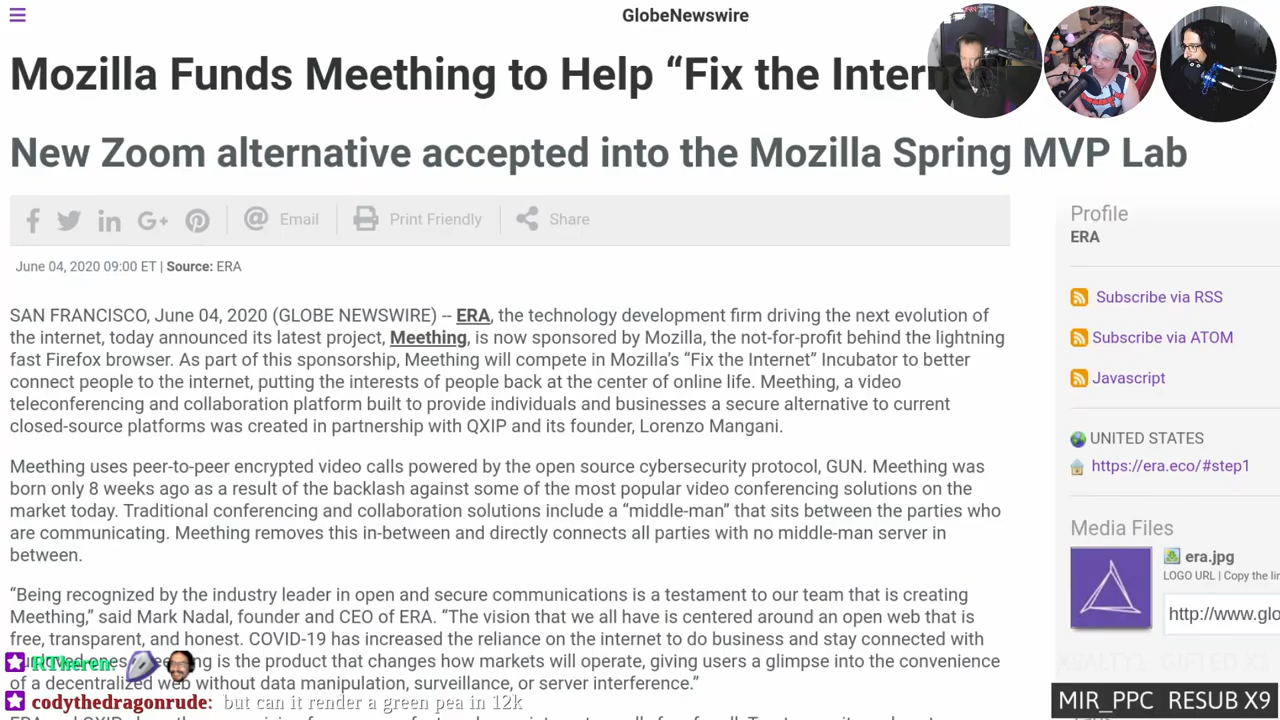 GlobeNewswire
Mozilla Funds Meething to Help “Fix the Intern
New Zoom alternative accepted into the Mozilla Spring MVP Lab
Email
Print Friendly
Share
June 04, 2020 09:00 ET | Source: ERA
SAN FRANCISCO, June 04, 2020 (GLOBE NEWSWIRE) -- ERA, the technology development firm driving the next evolution of
the internet, today announced its latest project, Meething, is now sponsored by Mozilla, the not-for-profit behind the lightning
fast Firefox browser. As part of this sponsorship, Meething will compete in Mozilla’s “Fix the Internet” Incubator to better
connect people to the internet, putting the interests of people back at the center of online life. Meething, a video
teleconferencing and collaboration platform built to provide individuals and businesses a secure alternative to current
closed-source platforms was created in partnership with QXIP and its founder, Lorenzo Mangani.
Meething uses peer-to-peer encrypted video calls powered by the open source cybersecurity protocol, GUN. Meething was
born only 8 weeks ago as a result of the backlash against some of the most popular video conferencing solutions on the
market today. Traditional conferencing and collaboration solutions include a “middle-man” that sits between the parties who
are communicating. Meething removes this in-between and directly connects all parties with no middle-man server in
between.
“Being recognized by the industry leader in open and secure communications is a testament to our team that is creating
Meething,” said Mark Nadal, founder and CEO of ERA. “The vision that we all have is centered around an open web that is
free, transparent, and honest. COVID-19 has increased the reliance on the internet to do business and stay connected with
is the product that changes how markets will operate, giving users a glimpse into the convenience
of a decentralized web without data manipulation, surveillance, or server interference.”
RTheren:
codythedragonrude: but can it render a green pea in 12k
Profile
ERA
Subscribe via RSS
Subscribe via ATOM
Javascript
UNITED STATES
https://era.eco/#step1
Media Files
era.jpg
LOGO URL | Copy the lin
http://www.glo
XSALTY1 GIFTED X1
MIR_PPC RESUB X9